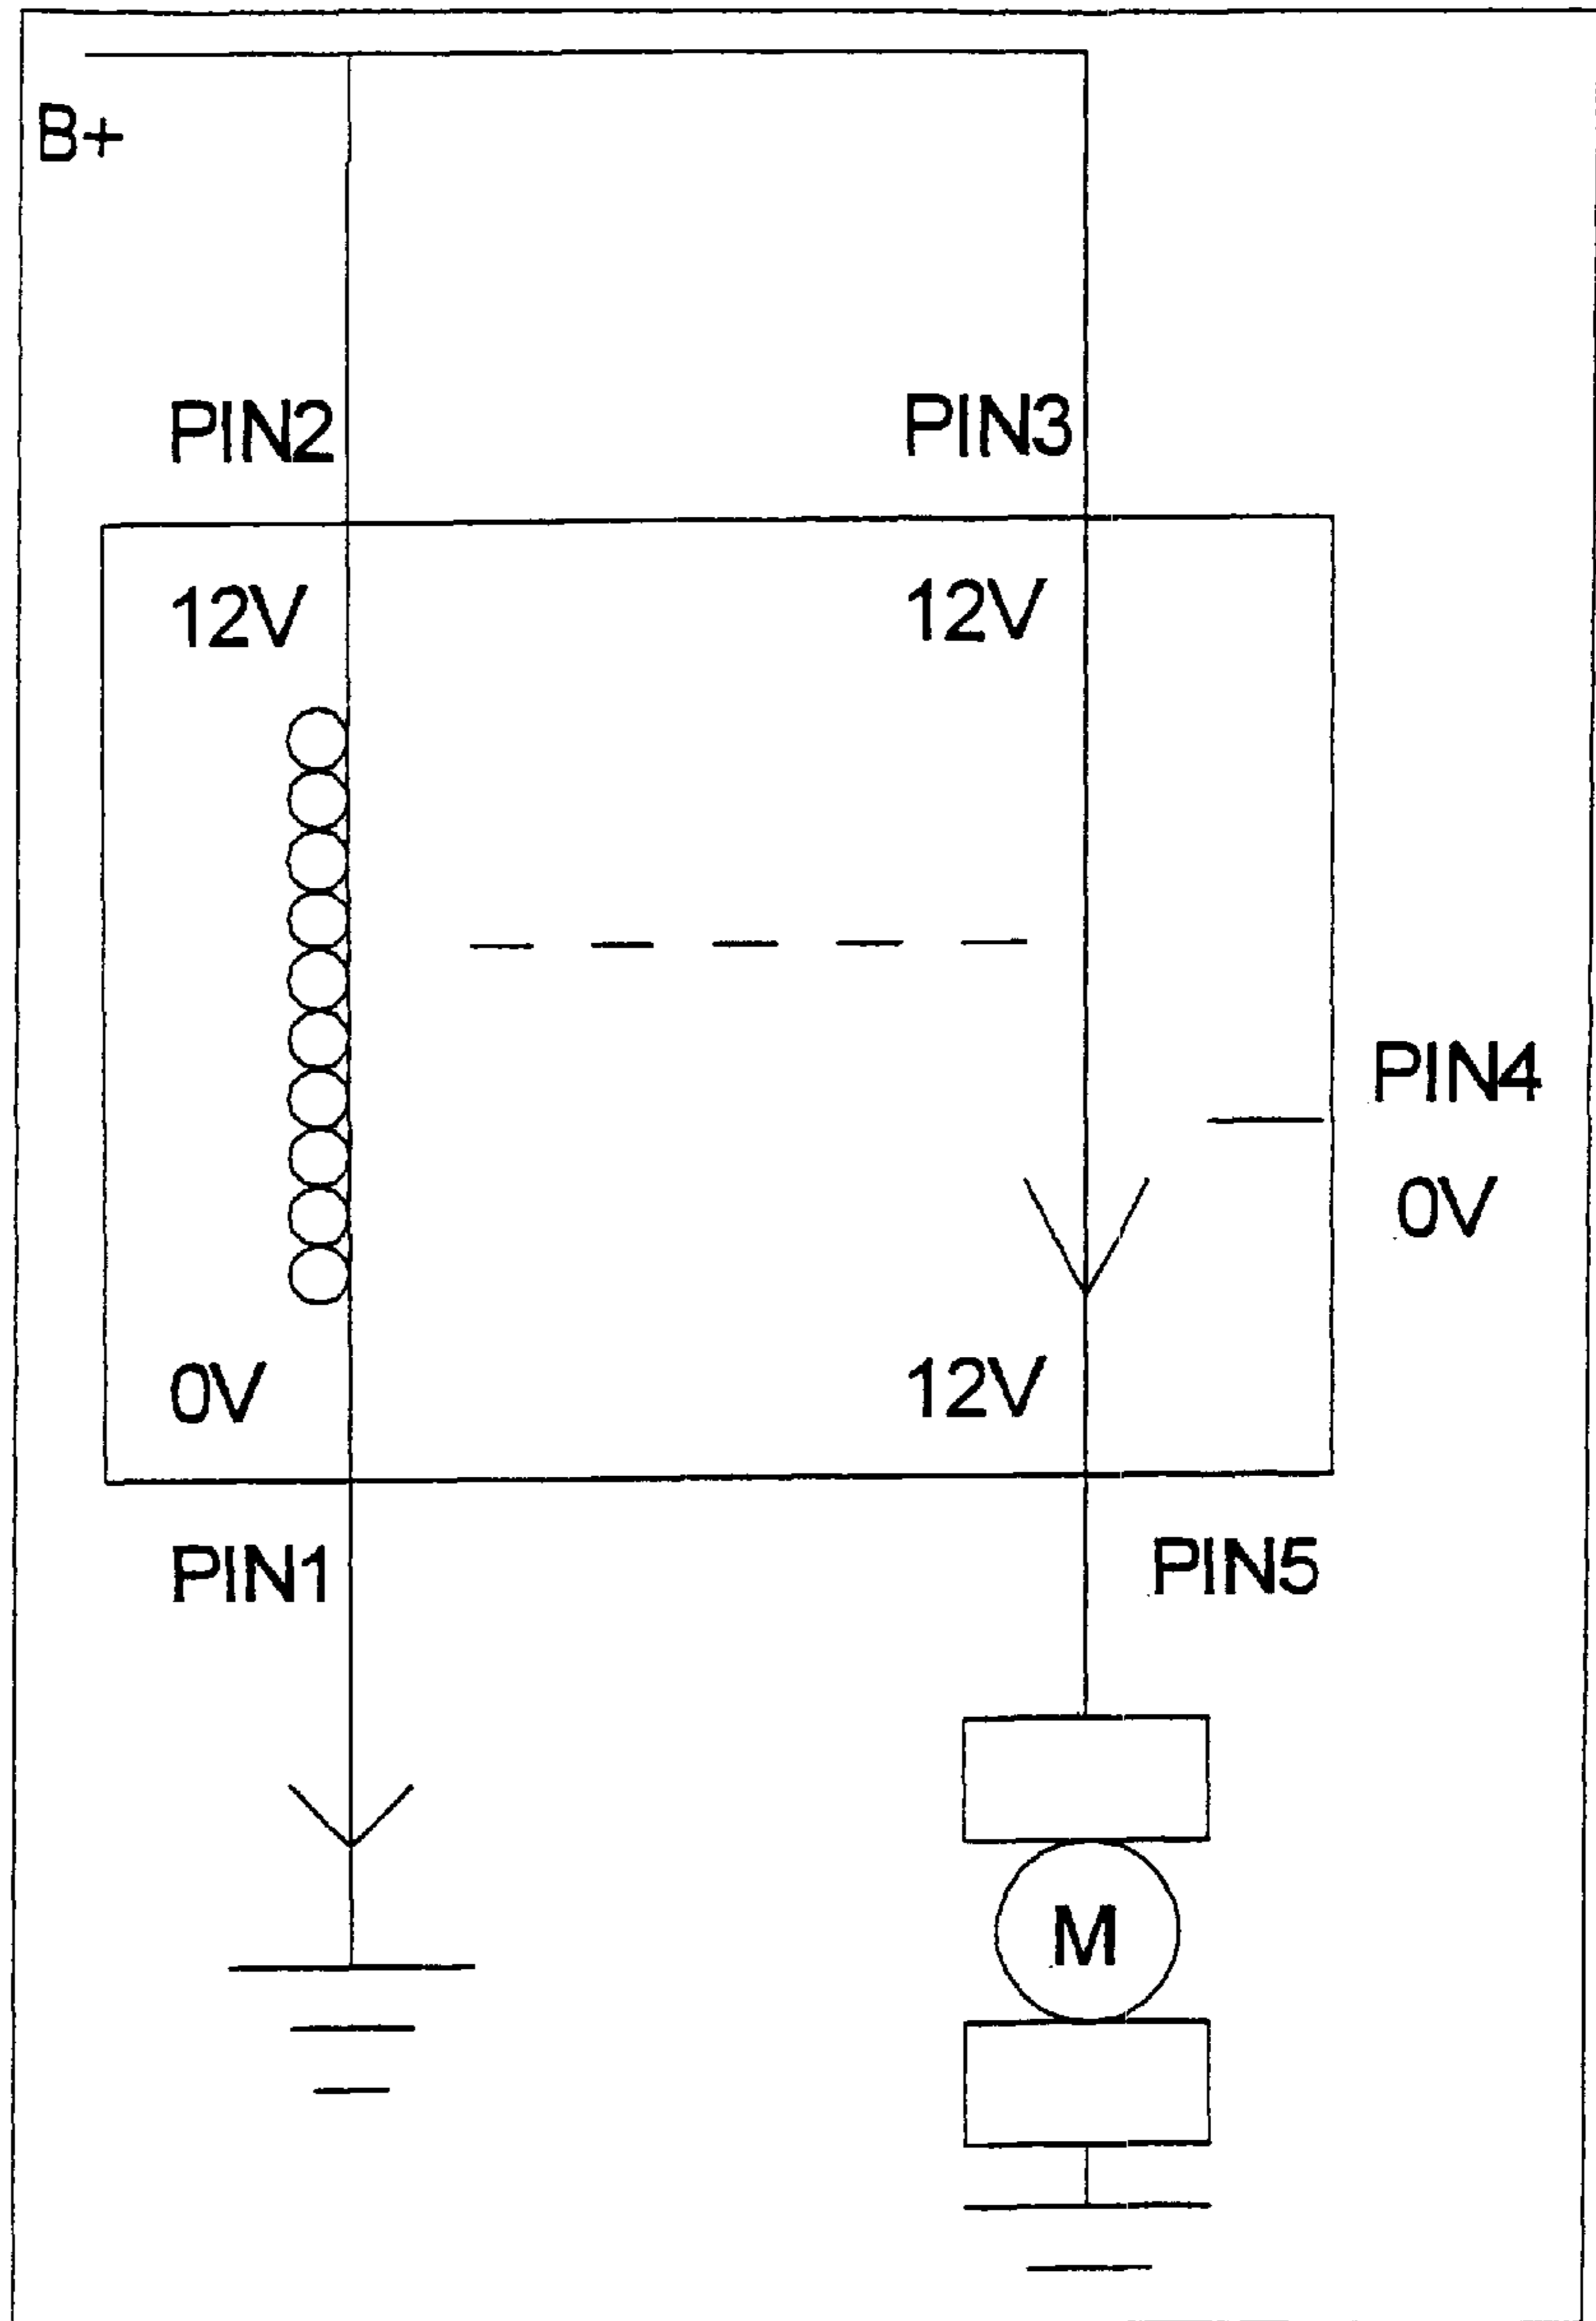 B+
PIN2 PIN3
12V 12V
PIN4
0V
0V 12V
PIN1 PIN5
M